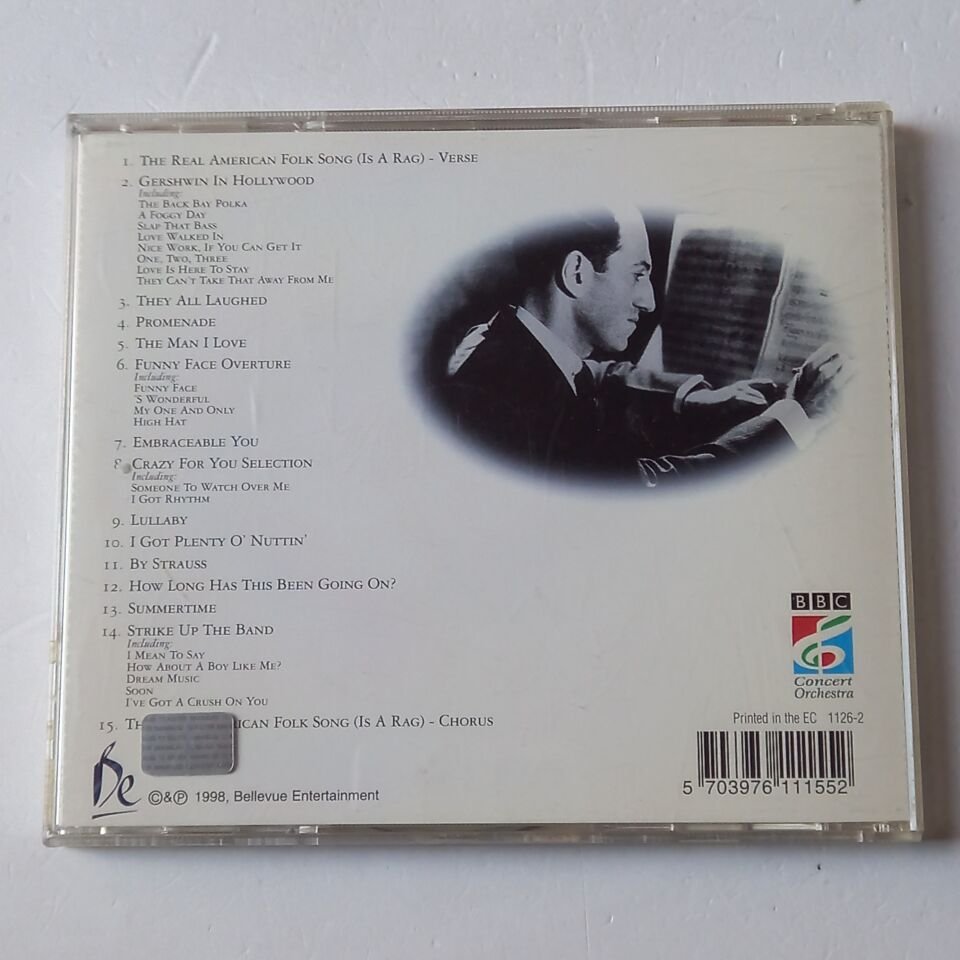 1. The Real American Folk Song (Is A Rag) - Verse
2. Gershwin In Hollywood
Including:
The Back Bay Polka
A Foggy Day
Slap That Bass
Love Walked In
Nice Work, If You Can Get It
One, Two, Three
Love Is Here To Stay
They Can't Take That Away From Me
3. They All Laughed
4. Promenade
5. The Man I Love
6. Funny Face Overture
Including:
Funny Face
'S Wonderful
My One And Only
High Hat
7. Embraceable You
8. Crazy For You Selection
Including:
Someone To Watch Over Me
I Got Rhythm
9. Lullaby
10. I Got Plenty O' Nuttin'
11. By Strauss
12. How Long Has This Been Going On?
13. Summertime
14. Strike Up The Band
Including:
I Mean To Say
How About A Boy Like Me?
Dream Music
Soon
I've Got A Crush On You
15. Th rican Folk Song (Is A Rag) - Chorus
BBC
Concert
Orchestra
Printed in the EC 1126-2
5 703976 111552
Be ©&℗ 1998, Bellevue Entertainment